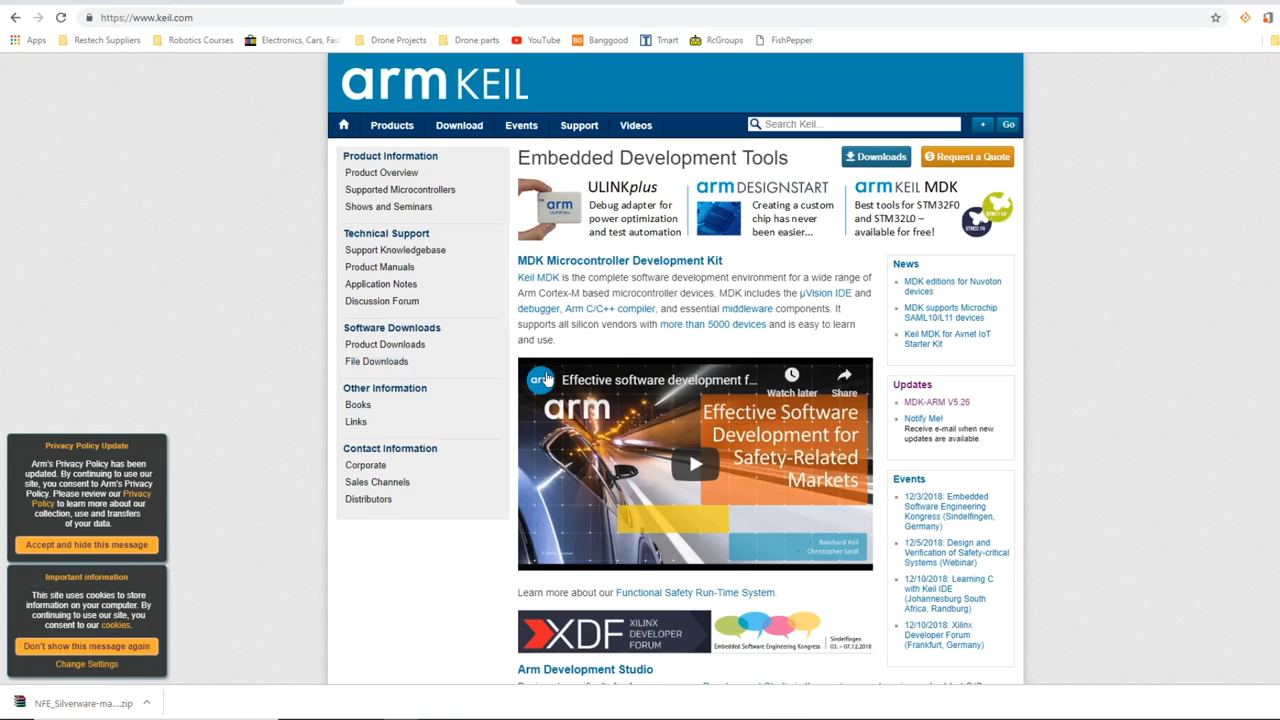 https://www.keil.com
Apps
Restech Suppliers
Robotics Courses
Electronics, Cars, Fas
Drone Projects
Drone parts
YouTube
BG
Banggood
T
Tmart
RcGroups
FishPepper
arm KEIL
Products
Download
Events
Support
Videos
Search Keil...
+
Go
Product Information
Product Overview
Supported Microcontrollers
Shows and Seminars
Technical Support
Support Knowledgebase
Product Manuals
Application Notes
Discussion Forum
Software Downloads
Product Downloads
File Downloads
Other Information
Books
Links
Contact Information
Corporate
Sales Channels
Distributors
Embedded Development Tools
Downloads
Request a Quote
arm
ULINKplus
Debug adapter for
power optimization
and test automation
arm DESIGNSTART
Creating a custom
chip has never
been easier...
arm KEIL MDK
Best tools for STM32F0
and STM32L0 –
available for free!
MDK Microcontroller Development Kit
Keil MDK is the complete software development environment for a wide range of
Arm Cortex-M based microcontroller devices. MDK includes the µVision IDE and
debugger, Arm C/C++ compiler, and essential middleware components. It
supports all silicon vendors with more than 5000 devices and is easy to learn
and use.
Effective software development f...
Watch later
Share
arm
Effective Software
Development for
Safety-Related
Markets
Reinhard Keil
Christopher Seidl
Learn more about our Functional Safety Run-Time System.
XDF
XILINX
DEVELOPER
FORUM
Embedded Software Engineering Kongress
Sindelfingen
03. – 07.12.2018
Arm Development Studio
News
MDK editions for Nuvoton
devices
MDK supports Microchip
SAML10/L11 devices
Keil MDK for Avnet IoT
Starter Kit
Updates
MDK-ARM V5.26
Notify Me!
Receive e-mail when new
updates are available.
Events
12/3/2018: Embedded
Software Engineering
Kongress (Sindelfingen,
Germany)
12/5/2018: Design and
Verification of Safety-critical
Systems (Webinar)
12/10/2018: Learning C
with Keil IDE
(Johannesburg South
Africa, Randburg)
12/10/2018: Xilinx
Developer Forum
(Frankfurt, Germany)
Privacy Policy Update
Arm's Privacy Policy has been
updated. By continuing to use our
site, you consent to Arm's Privacy
Policy. Please review our Privacy
Policy to learn more about our
collection, use and transfers
of your data.
Accept and hide this message
Important information
This site uses cookies to store
information on your computer. By
continuing to use our site, you
consent to our cookies.
Don't show this message again
Change Settings
NFE_Silverware-ma....zip